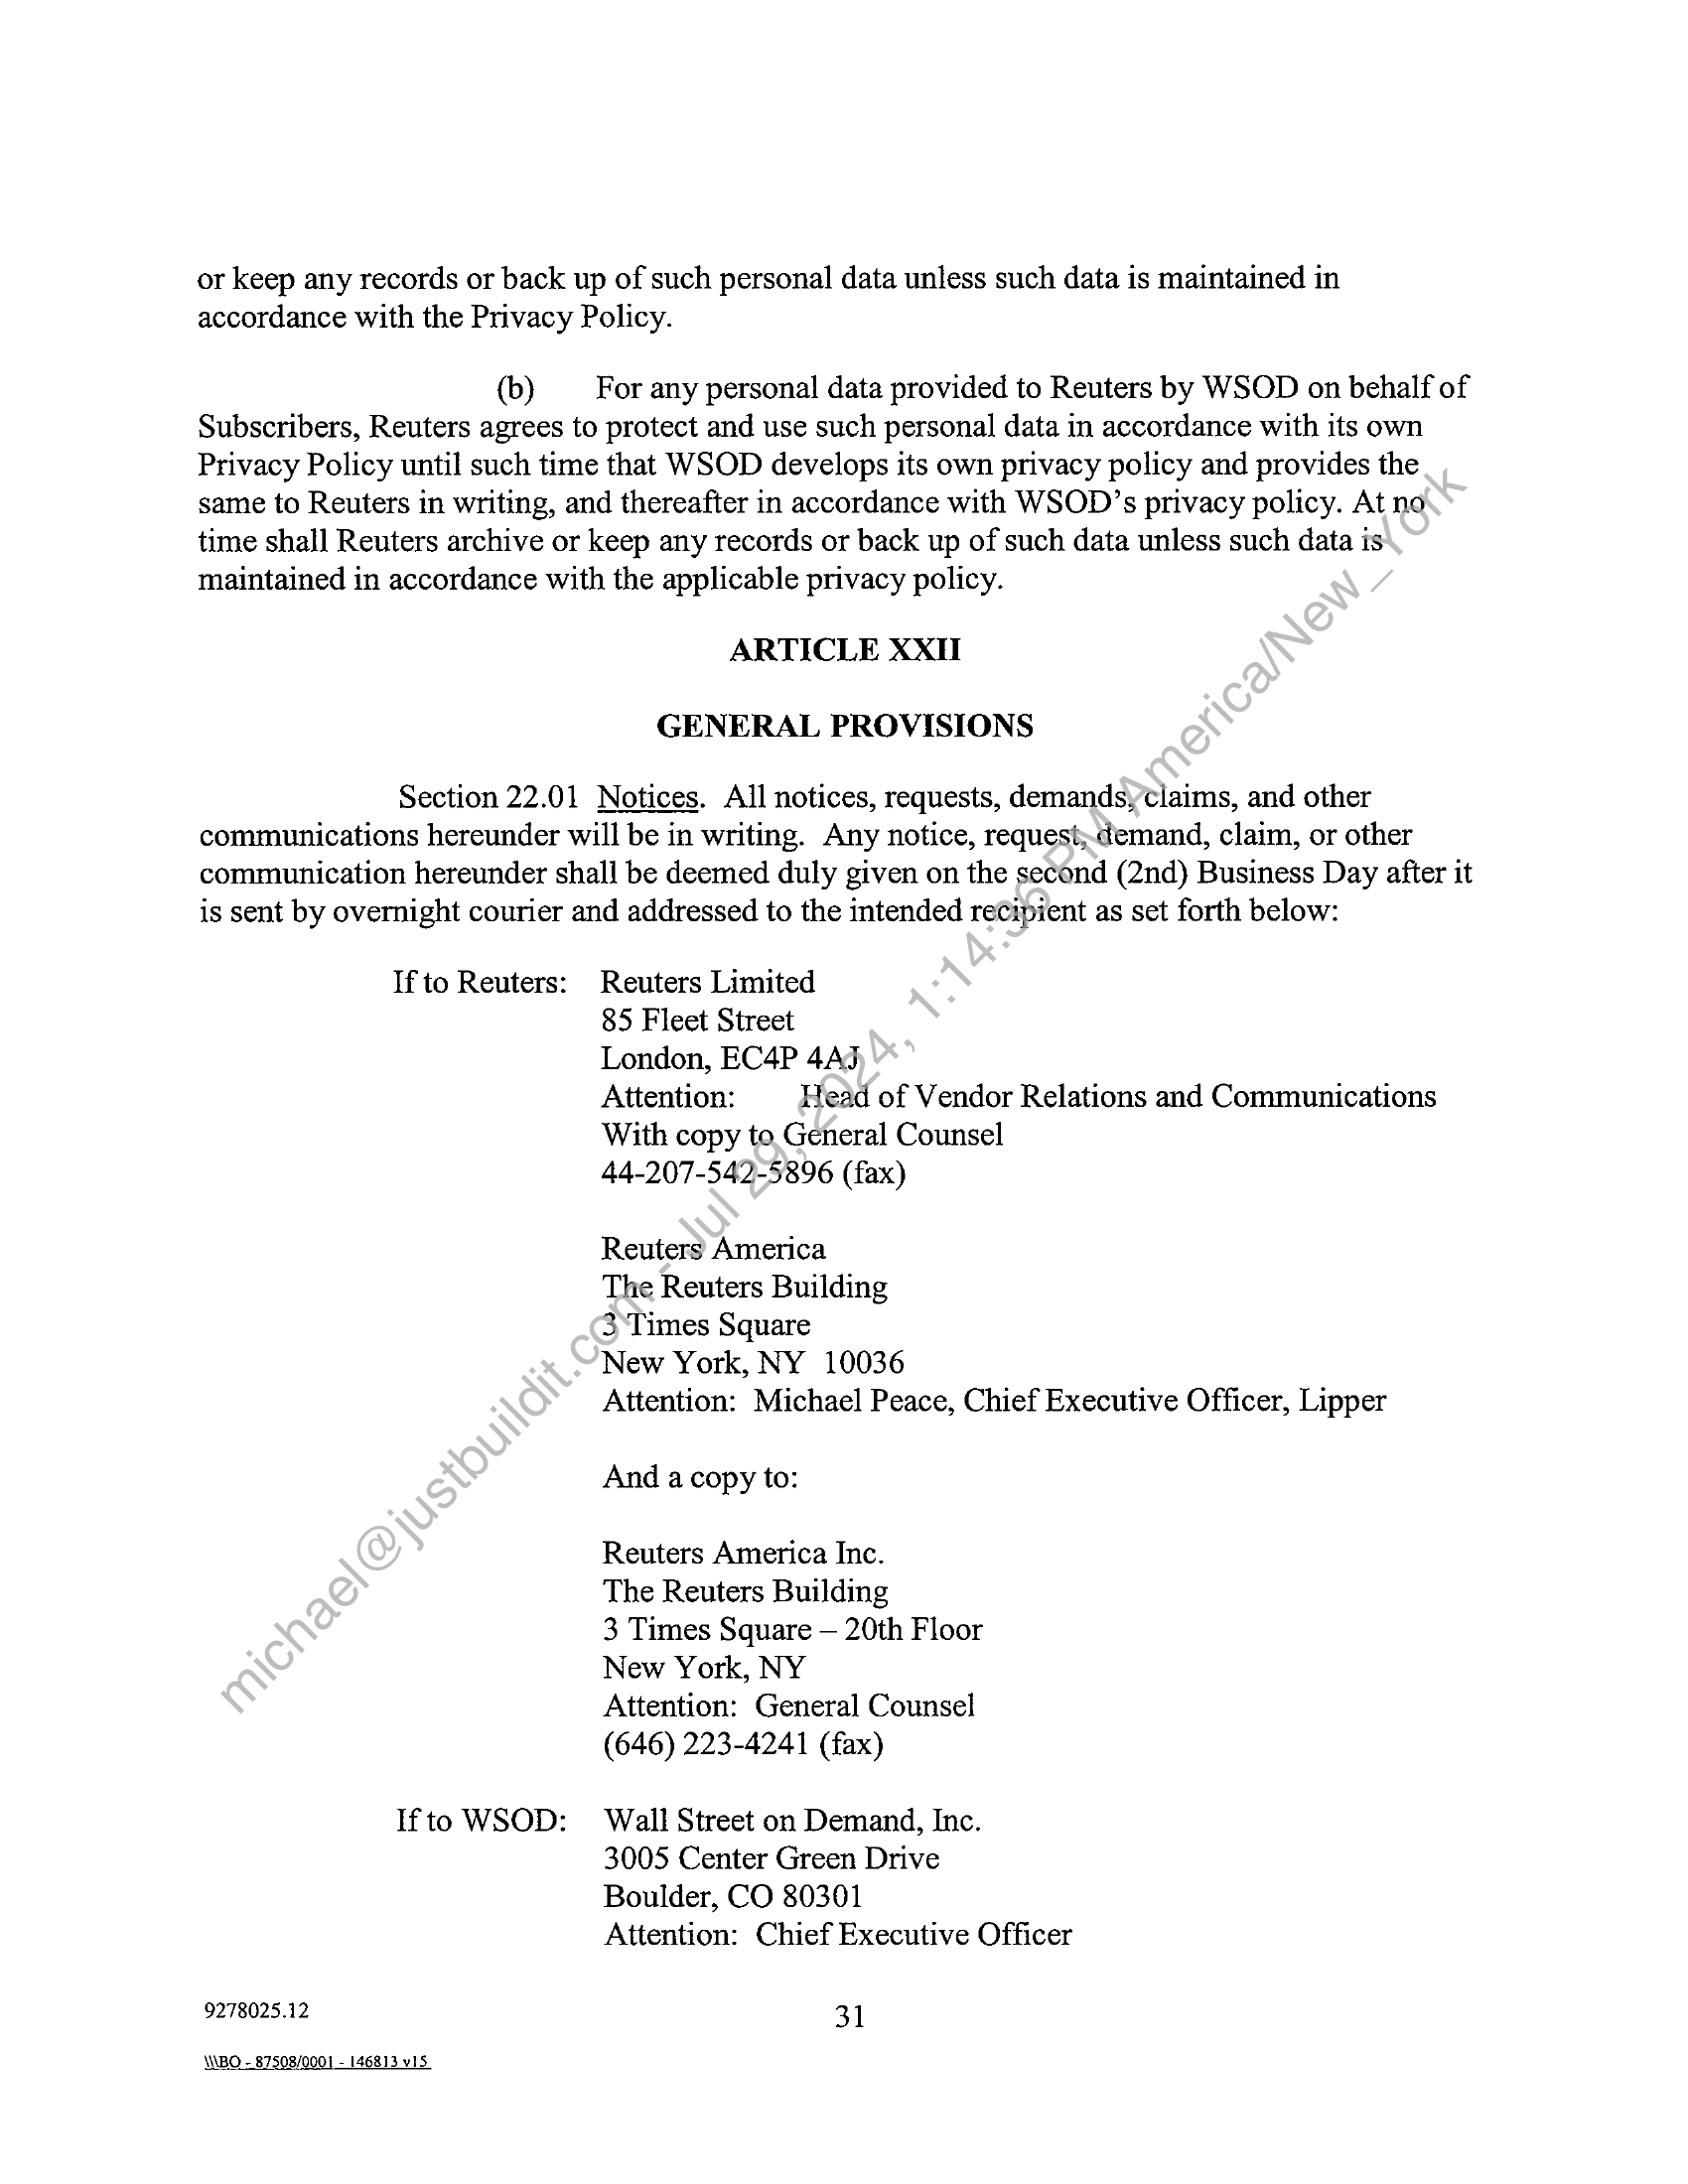 or keep any records or back up of such personal data unless such data is maintained in
accordance with the Privacy Policy.
(b) For any personal data provided to Reuters by WSOD on behalf of
Subscribers, Reuters agrees to protect and use such personal data in accordance with its own
Privacy Policy until such time that WSOD develops its own privacy policy and provides the
same to Reuters in writing, and thereafter in accordance with WSOD's privacy policy. At no
time shall Reuters archive or keep any records or back up of such data unless such data is
maintained in accordance with the applicable privacy policy.
ARTICLE XXII
GENERAL PROVISIONS
Section 22.01 Notices. All notices, requests, demands, claims, and other
communications hereunder will be in writing. Any notice, request, demand, claim, or other
communication hereunder shall be deemed duly given on the second (2nd) Business Day after it
is sent by overnight courier and addressed to the intended recipient as set forth below:
If to Reuters: Reuters Limited
85 Fleet Street
London, EC4P 4AJ
Attention: Head of Vendor Relations and Communications
With copy to General Counsel
44-207-542-5896 (fax)
Reuters America
The Reuters Building
3 Times Square
New York, NY 10036
Attention: Michael Peace, Chief Executive Officer, Lipper
And a copy to:
Reuters America Inc.
The Reuters Building
3 Times Square – 20th Floor
New York, NY
Attention: General Counsel
(646) 223-4241 (fax)
If to WSOD: Wall Street on Demand, Inc.
3005 Center Green Drive
Boulder, CO 80301
Attention: Chief Executive Officer
9278025.12
31
\\\BO - 87508/0001 - 146813 v15
michael@justbuildit.com - Jul 29, 2024, 1:14:36 PM America/New_York